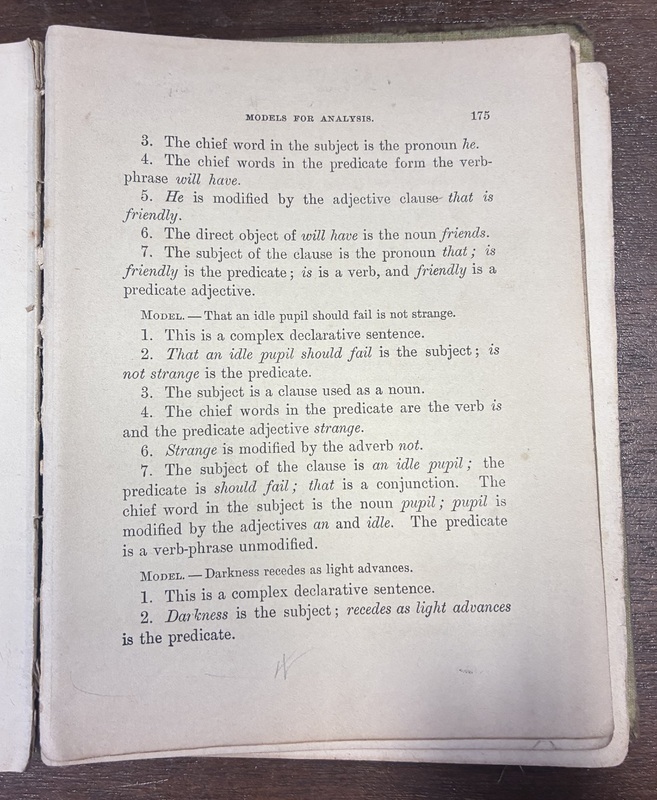 MODELS FOR ANALYSIS. 175
3. The chief word in the subject is the pronoun he.
4. The chief words in the predicate form the verb-
phrase will have.
5. He is modified by the adjective clause that is
friendly.
6. The direct object of will have is the noun friends.
7. The subject of the clause is the pronoun that; is
friendly is the predicate; is is a verb, and friendly is a
predicate adjective.
MODEL. — That an idle pupil should fail is not strange.
1. This is a complex declarative sentence.
2. That an idle pupil should fail is the subject; is
not strange is the predicate.
3. The subject is a clause used as a noun.
4. The chief words in the predicate are the verb is
and the predicate adjective strange.
6. Strange is modified by the adverb not.
7. The subject of the clause is an idle pupil; the
predicate is should fail; that is a conjunction. The
chief word in the subject is the noun pupil; pupil is
modified by the adjectives an and idle. The predicate
is a verb-phrase unmodified.
MODEL. — Darkness recedes as light advances.
1. This is a complex declarative sentence.
2. Darkness is the subject; recedes as light advances
is the predicate.